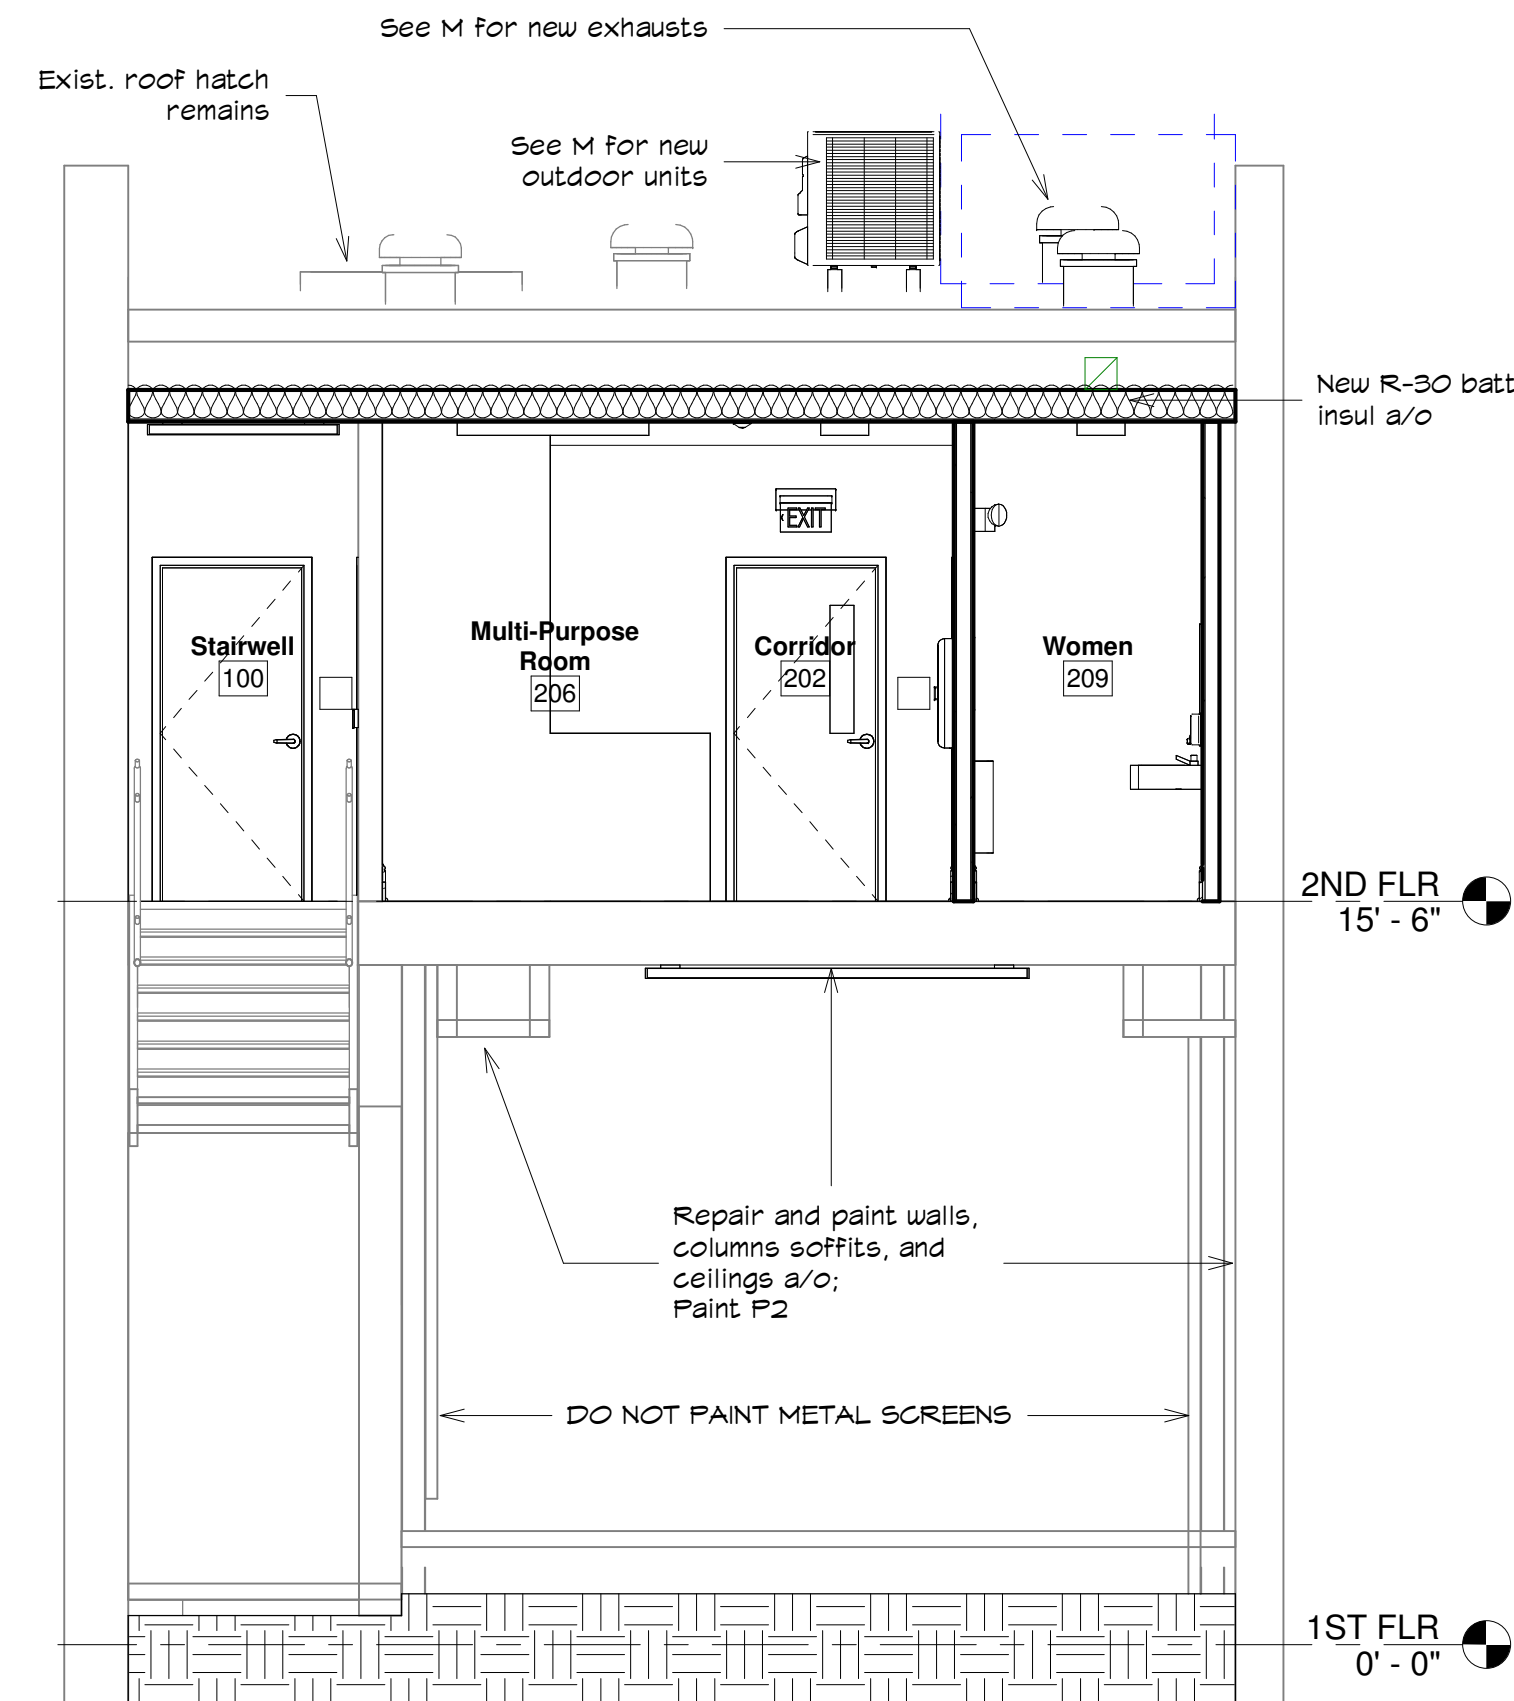 See M for new exhausts
Exist. roof hatch
remains
See M for new
outdoor units
New R-30 batt
insul a/o
EXIT
Stairwell
100
Multi-Purpose
Room
206
Corridor
202
Women
209
2ND FLR
15' - 6"
Repair and paint walls,
columns soffits, and
ceilings a/o;
Paint P2
DO NOT PAINT METAL SCREENS
1ST FLR
0' - 0"